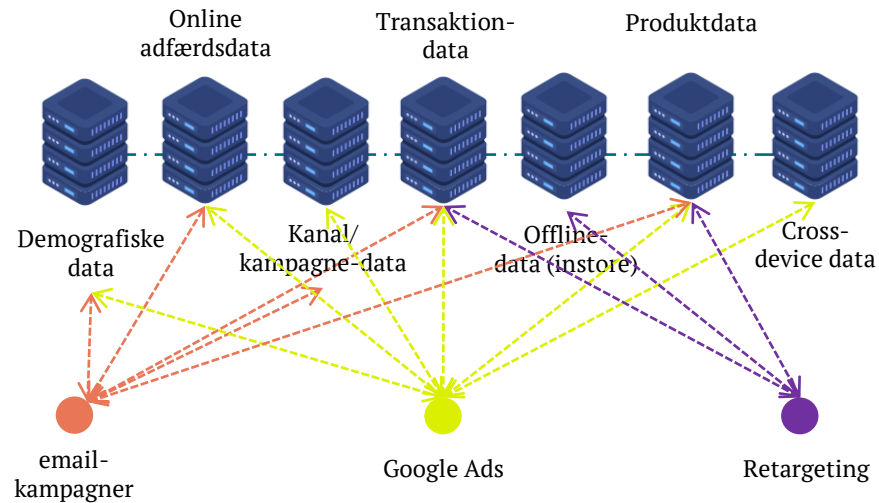 Online
adfærdsdata
Transaktion-
data
Produktdata
Demografiske
data
Kanal/
kampagne-data
Offline-
data (instore)
Cross-
device data
email-
kampagner
Google Ads
Retargeting